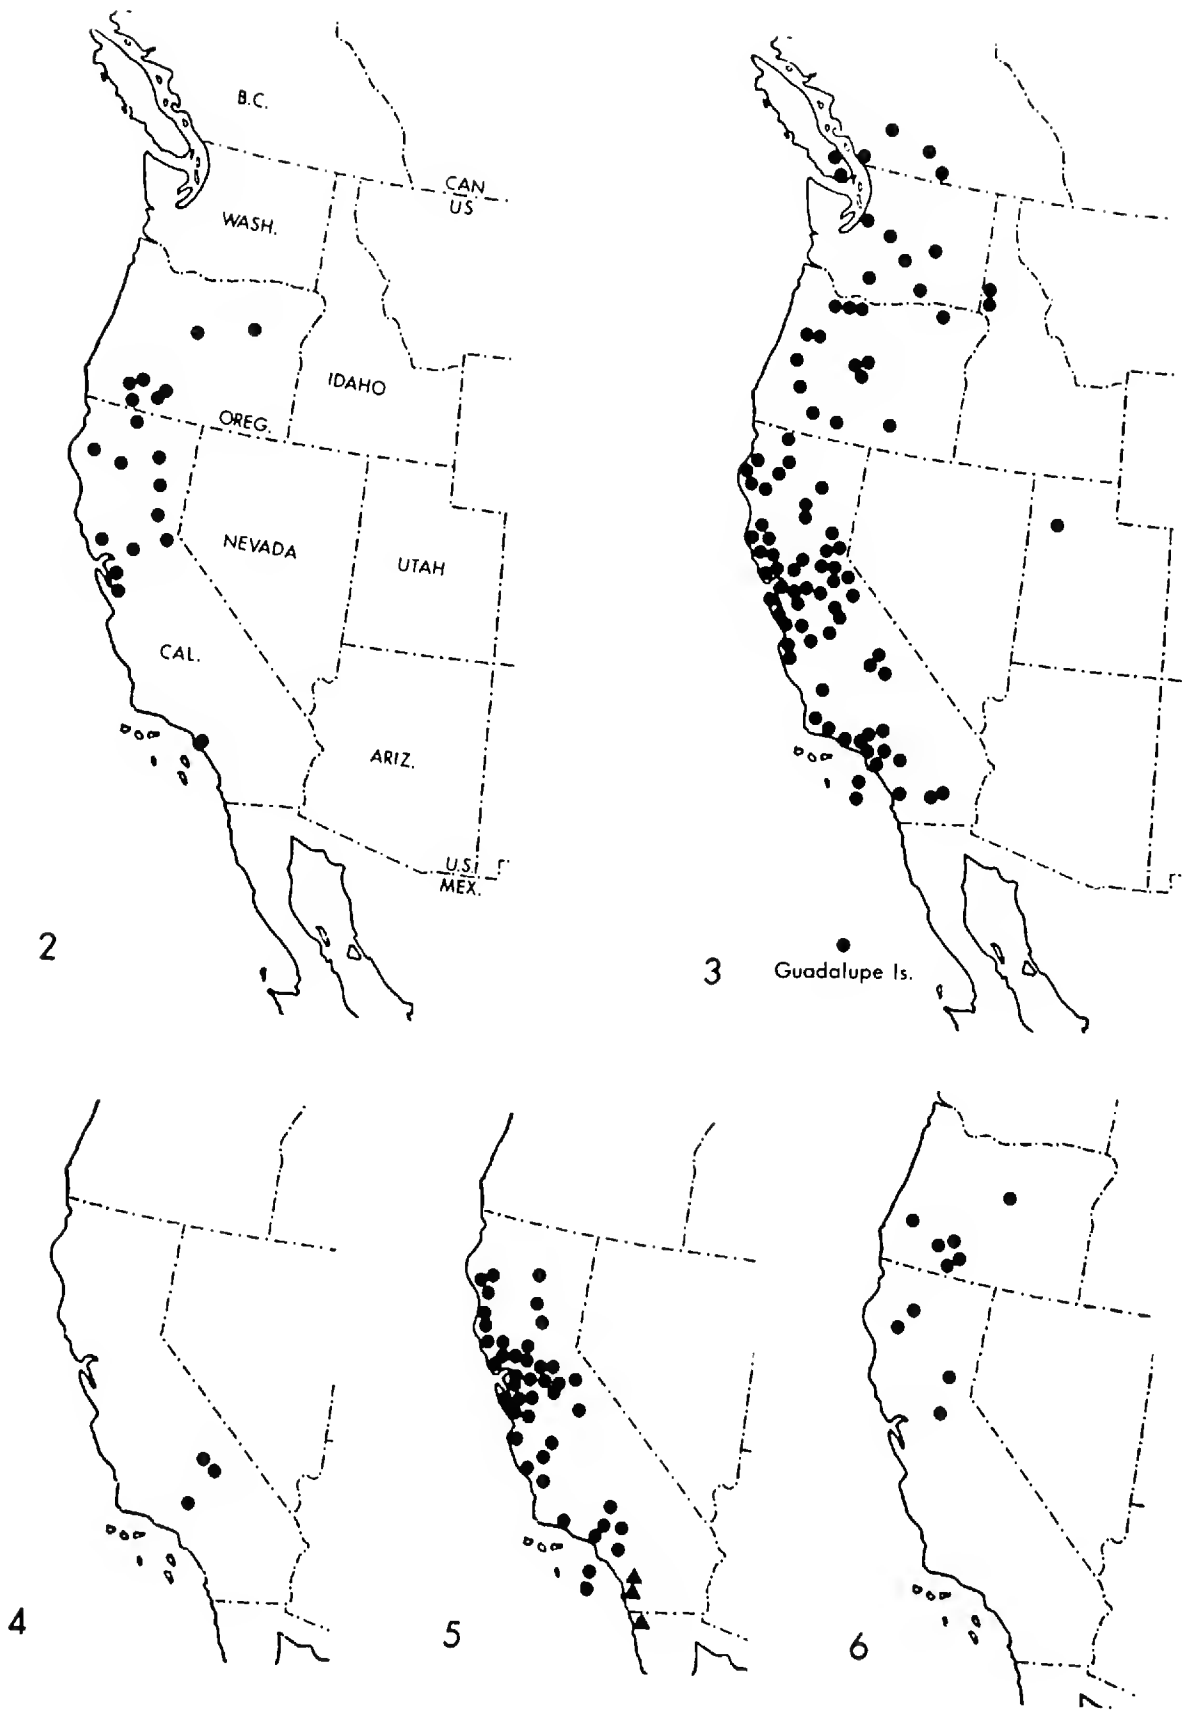 B.C.
CAN
US
WASH.
IDAHO
OREG.
NEVADA
UTAH
CAL.
ARIZ.
U.S.
MEX.
2
3
Guadalupe Is.
4
5
6